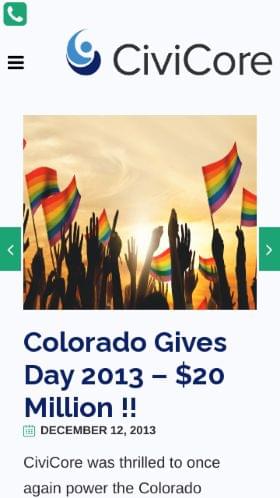 CiviCore
Colorado Gives
Day 2013 – $20
Million !!
DECEMBER 12, 2013
CiviCore was thrilled to once
again power the Colorado